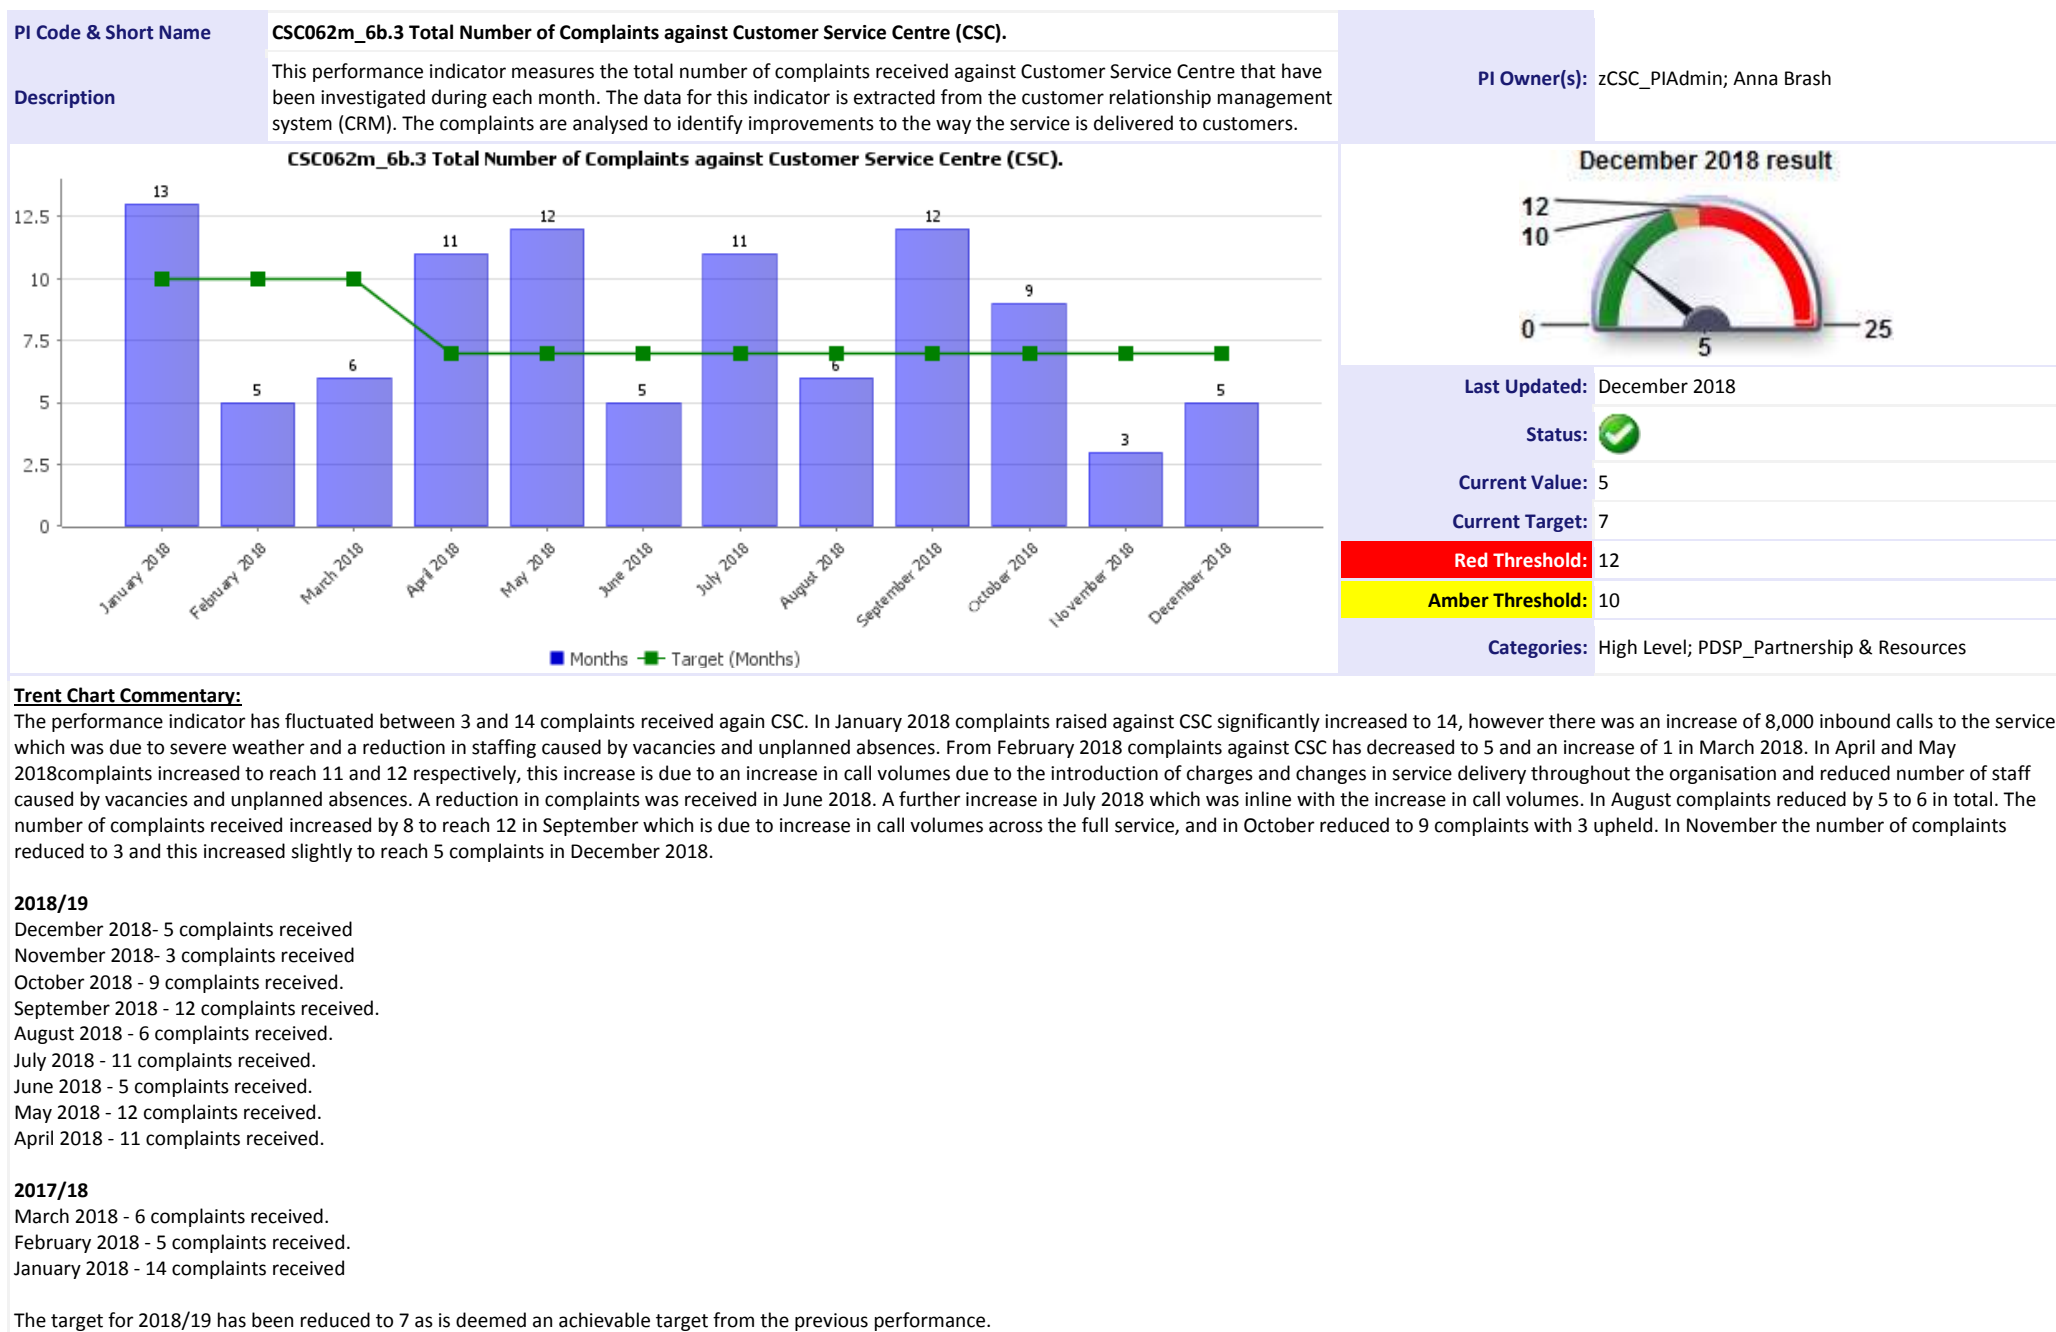 PI Code & Short Name
CSC062m_6b.3 Total Number of Complaints against Customer Service Centre (CSC).
Description
This performance indicator measures the total number of complaints received against Customer Service Centre that have
been investigated during each month. The data for this indicator is extracted from the customer relationship management
system (CRM). The complaints are analysed to identify improvements to the way the service is delivered to customers.
PI Owner(s): zCSC_PIAdmin; Anna Brash
CSC062m_6b.3 Total Number of Complaints against Customer Service Centre (CSC).
12.5
10
7.5
5
2.5
0
13
5
6
11
12
5
11
6
12
9
3
5
January 2018
February 2018
March 2018
April 2018
May 2018
June 2018
July 2018
August 2018
September 2018
October 2018
November 2018
December 2018
Months Target (Months)
December 2018 result
12
10
0
25
5
Last Updated: December 2018
Status:
Current Value: 5
Current Target: 7
Red Threshold: 12
Amber Threshold: 10
Categories: High Level; PDSP_Partnership & Resources
Trent Chart Commentary:
The performance indicator has fluctuated between 3 and 14 complaints received again CSC. In January 2018 complaints raised against CSC significantly increased to 14, however there was an increase of 8,000 inbound calls to the service
which was due to severe weather and a reduction in staffing caused by vacancies and unplanned absences. From February 2018 complaints against CSC has decreased to 5 and an increase of 1 in March 2018. In April and May
2018complaints increased to reach 11 and 12 respectively, this increase is due to an increase in call volumes due to the introduction of charges and changes in service delivery throughout the organisation and reduced number of staff
caused by vacancies and unplanned absences. A reduction in complaints was received in June 2018. A further increase in July 2018 which was inline with the increase in call volumes. In August complaints reduced by 5 to 6 in total. The
number of complaints received increased by 8 to reach 12 in September which is due to increase in call volumes across the full service, and in October reduced to 9 complaints with 3 upheld. In November the number of complaints
reduced to 3 and this increased slightly to reach 5 complaints in December 2018.
2018/19
December 2018- 5 complaints received
November 2018- 3 complaints received
October 2018 - 9 complaints received.
September 2018 - 12 complaints received.
August 2018 - 6 complaints received.
July 2018 - 11 complaints received.
June 2018 - 5 complaints received.
May 2018 - 12 complaints received.
April 2018 - 11 complaints received.
2017/18
March 2018 - 6 complaints received.
February 2018 - 5 complaints received.
January 2018 - 14 complaints received
The target for 2018/19 has been reduced to 7 as is deemed an achievable target from the previous performance.